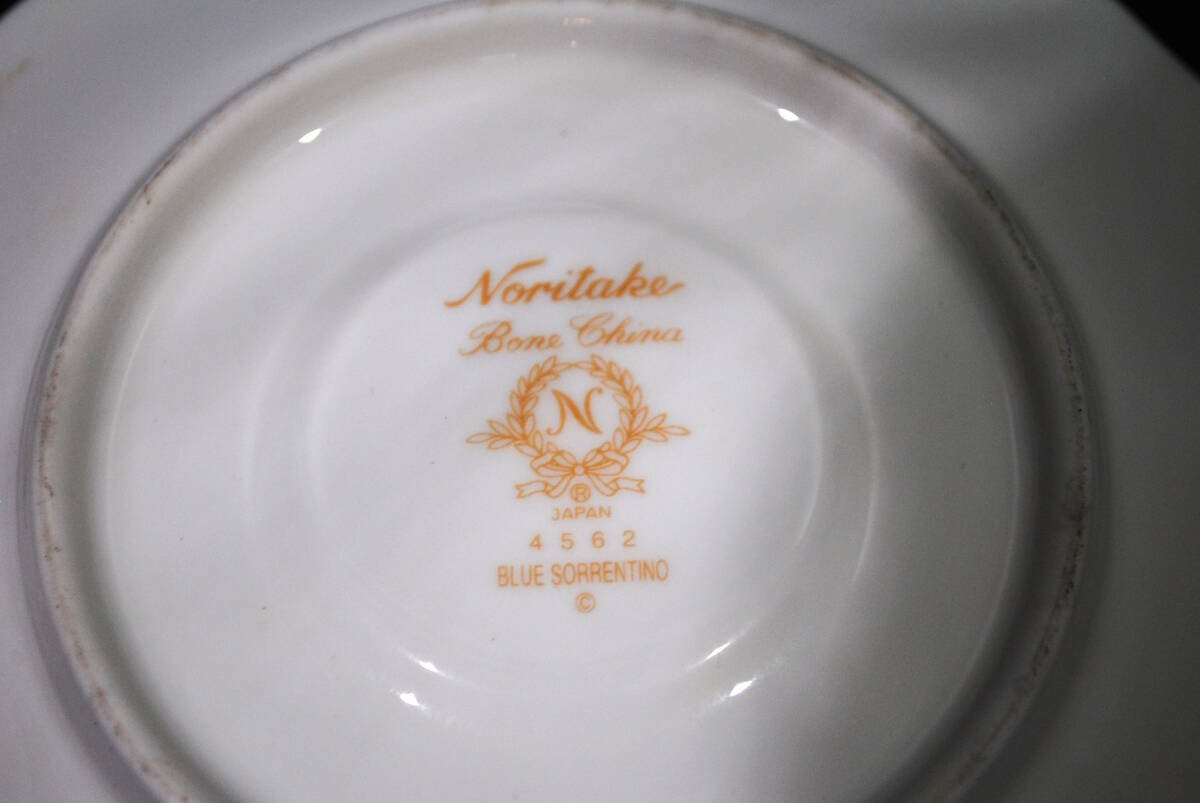 Noritake
Bone China
N
®
JAPAN
4562
BLUE SORRENTINO
©